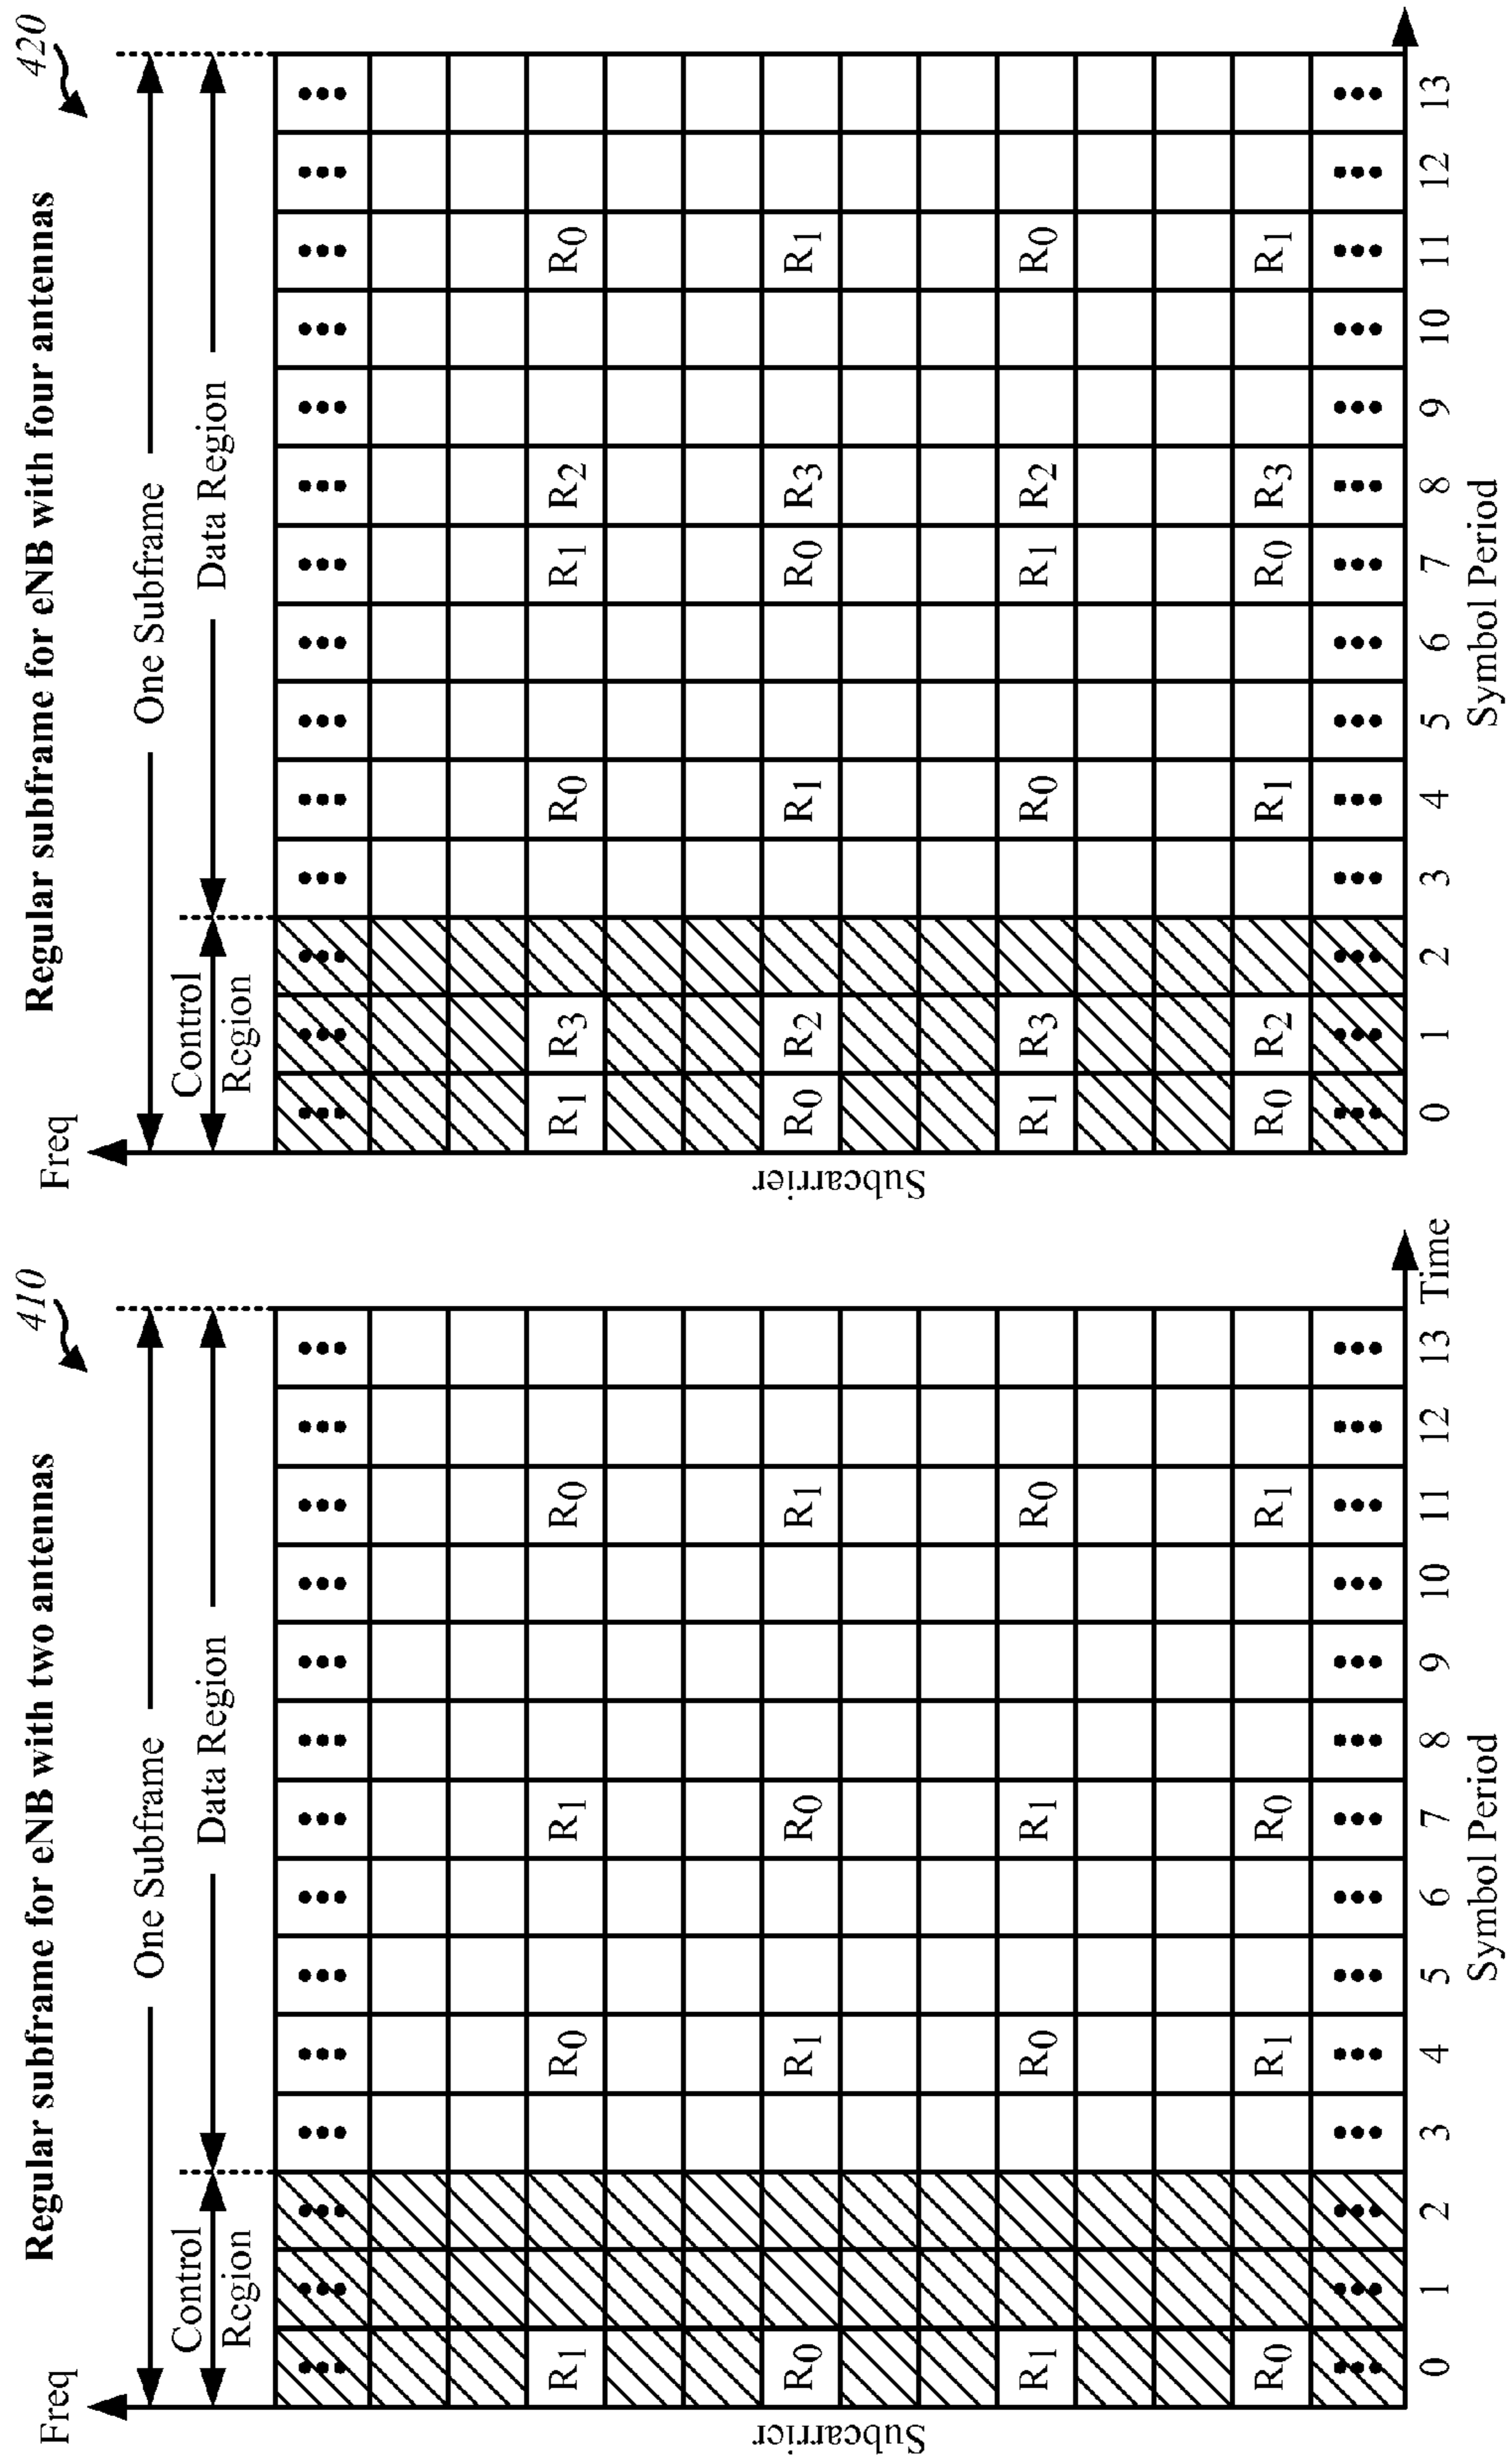 410
Regular subframe for eNB with two antennas
Freq
One Subframe
Control
Region
Data Region
R0 R1 R0 R1
Subcarrier
R1 R0 R1 R0
R0 R1 R0 R1
R1 R0 R1 R0
R0 R1 R0 R1
0 1 2 3 4 5 6 7 8 9 10 11 12 13 Time
Symbol Period
420
Regular subframe for eNB with four antennas
Freq
One Subframe
Control
Region
Data Region
Subcarrier
R1 R3 R0 R1 R2 R0
R0 R2 R1 R0 R3 R1
R1 R3 R0 R1 R2 R0
R0 R2 R1 R0 R3 R1
0 1 2 3 4 5 6 7 8 9 10 11 12 13
Symbol Period